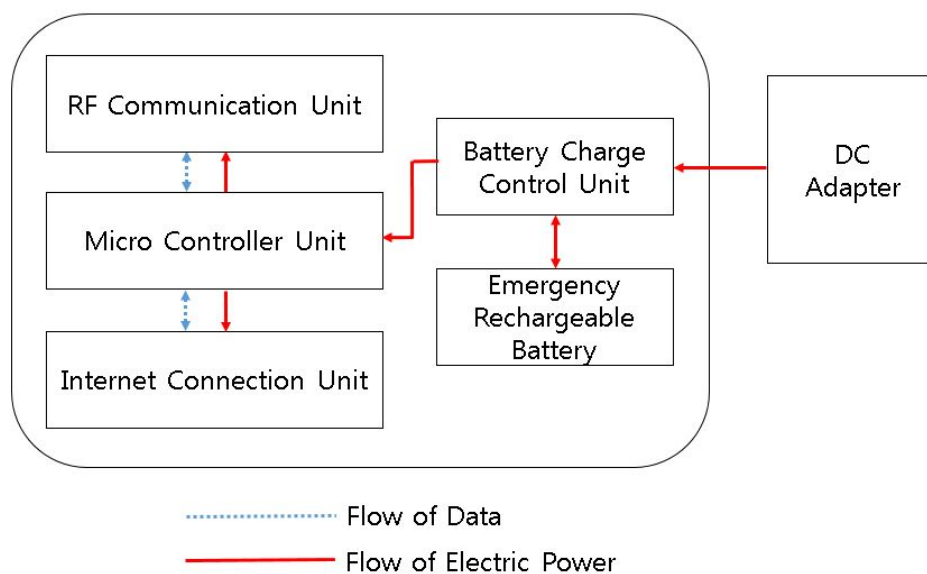 RF Communication Unit
Micro Controller Unit
Internet Connection Unit
Battery Charge
Control Unit
Emergency
Rechargeable
Battery
DC
Adapter
Flow of Data
Flow of Electric Power